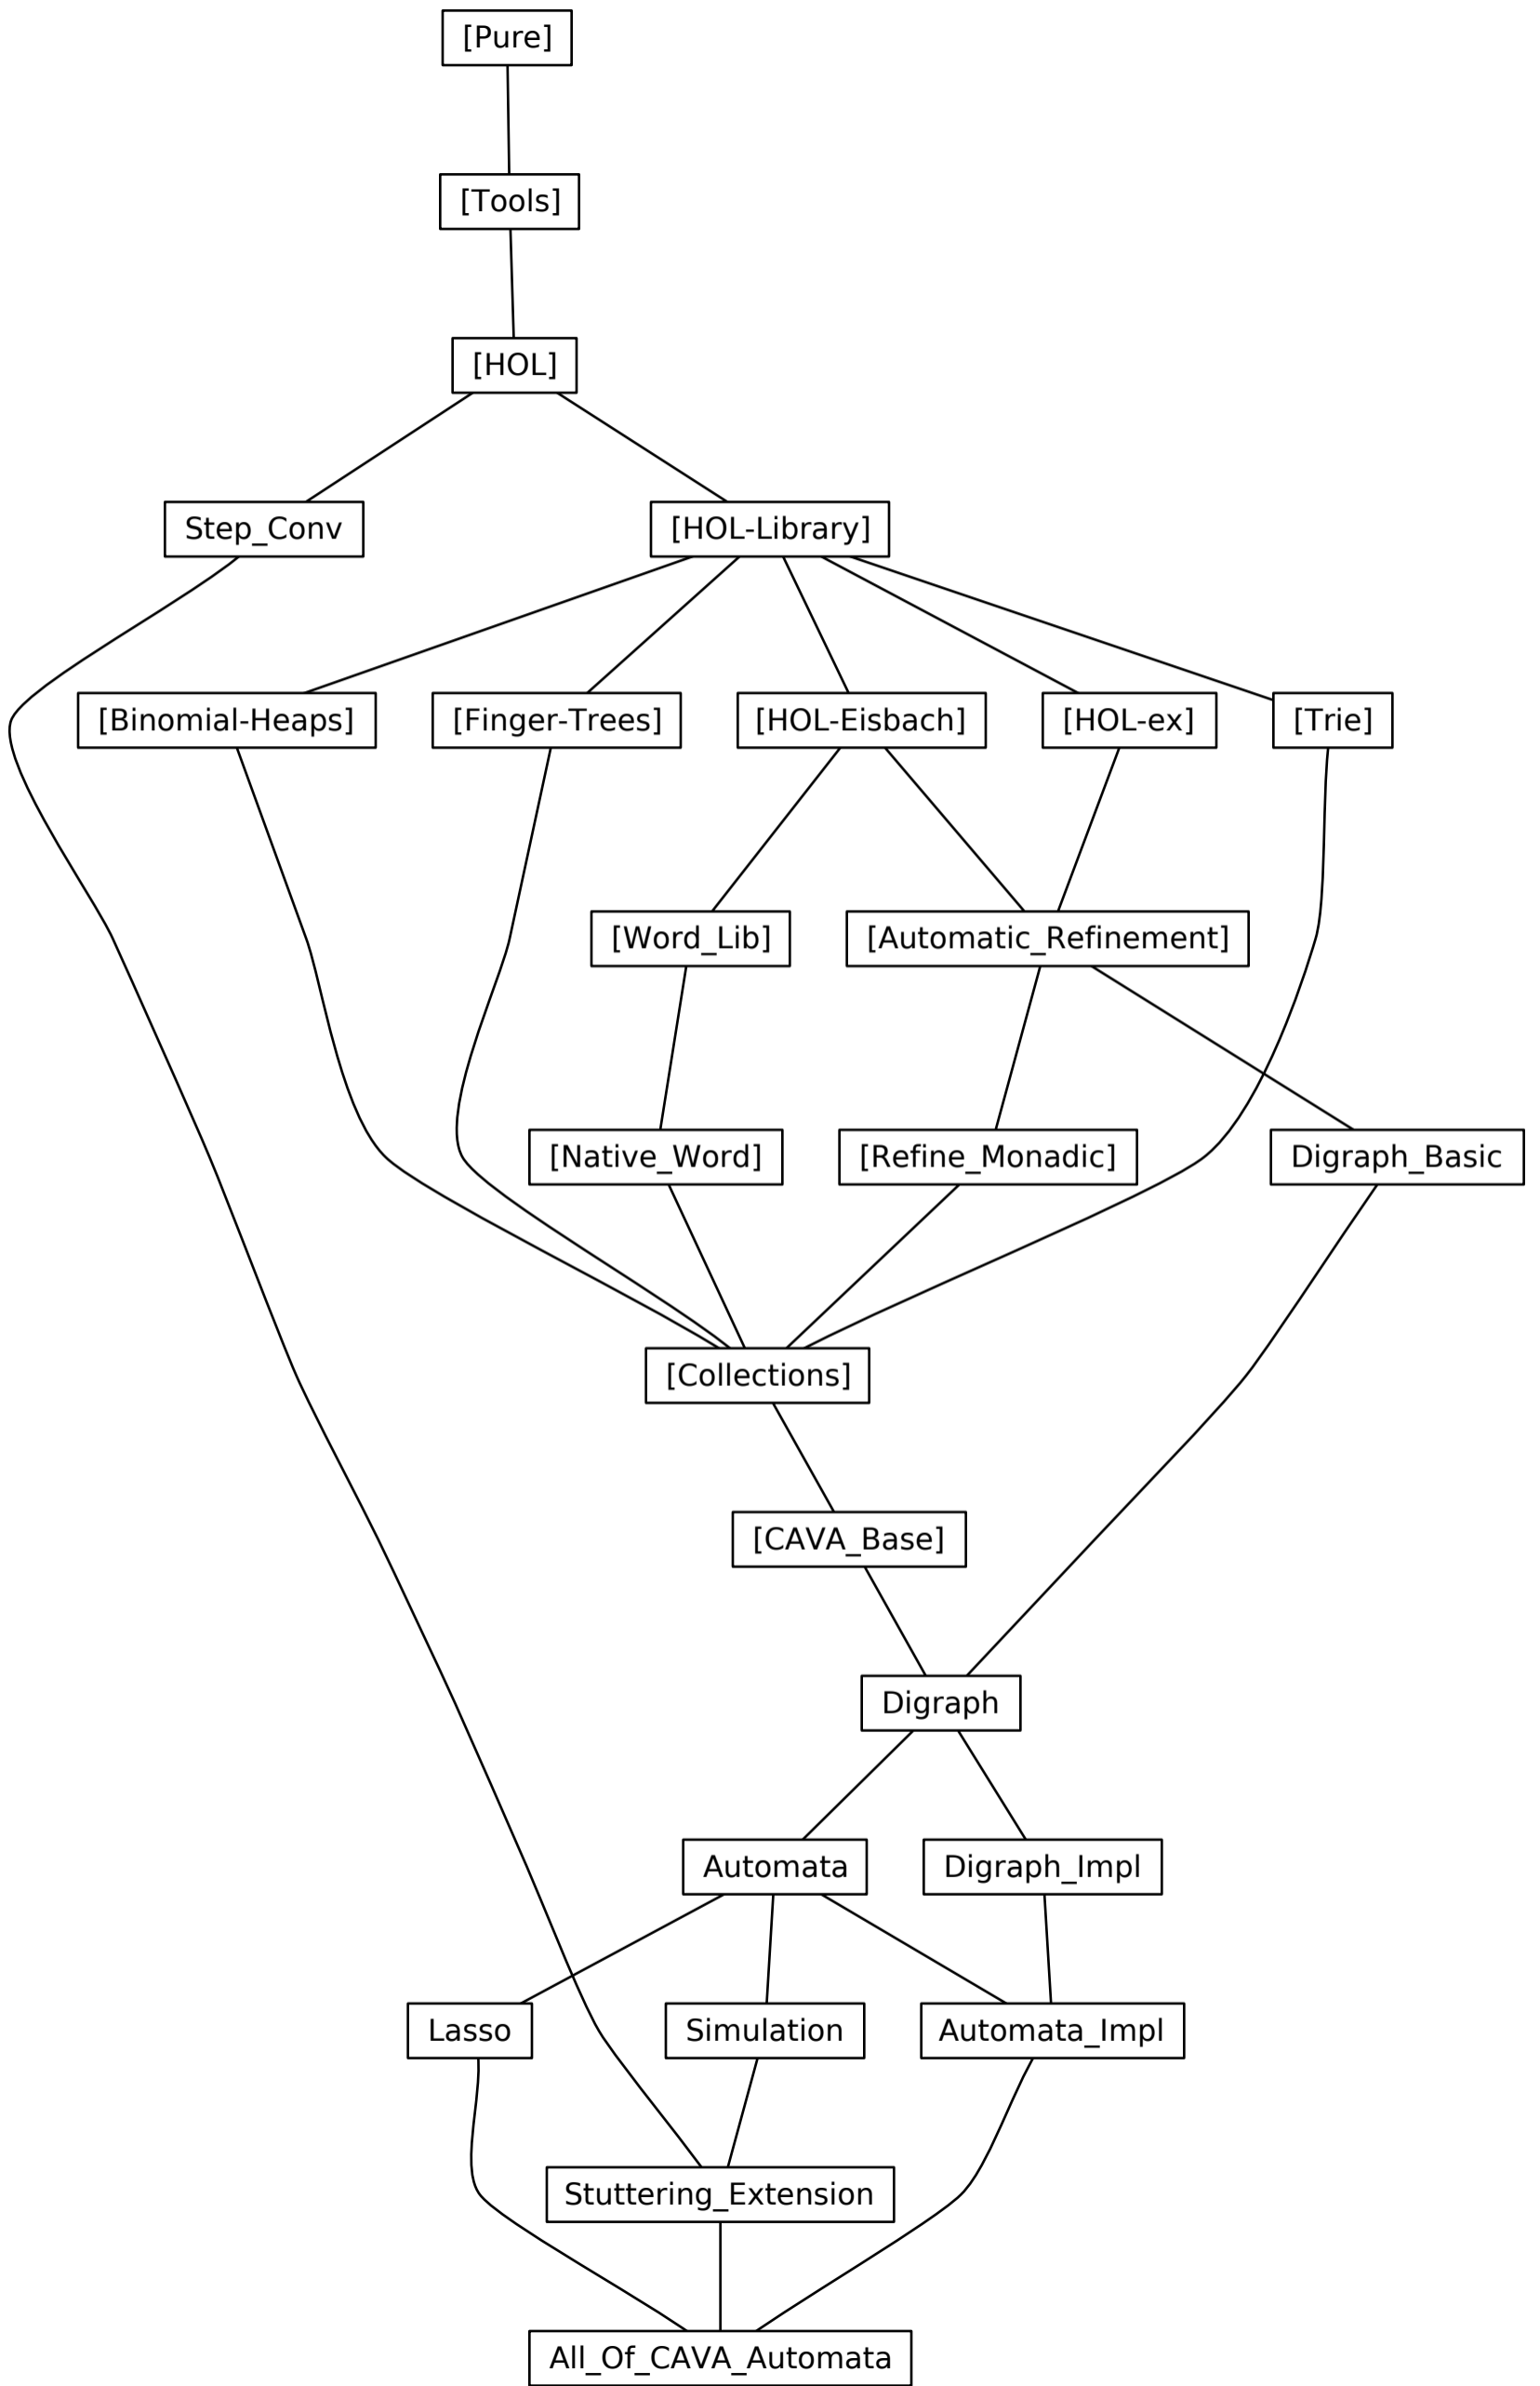 [Pure]
[Tools]
[HOL]
Step_Conv
[HOL-Library]
[Binomial-Heaps]
[Finger-Trees]
[HOL-Eisbach]
[HOL-ex]
[Trie]
[Word_Lib]
[Automatic_Refinement]
[Native_Word]
[Refine_Monadic]
Digraph_Basic
[Collections]
[CAVA_Base]
Digraph
Automata
Digraph_Impl
Lasso
Simulation
Automata_Impl
Stuttering_Extension
All_Of_CAVA_Automata